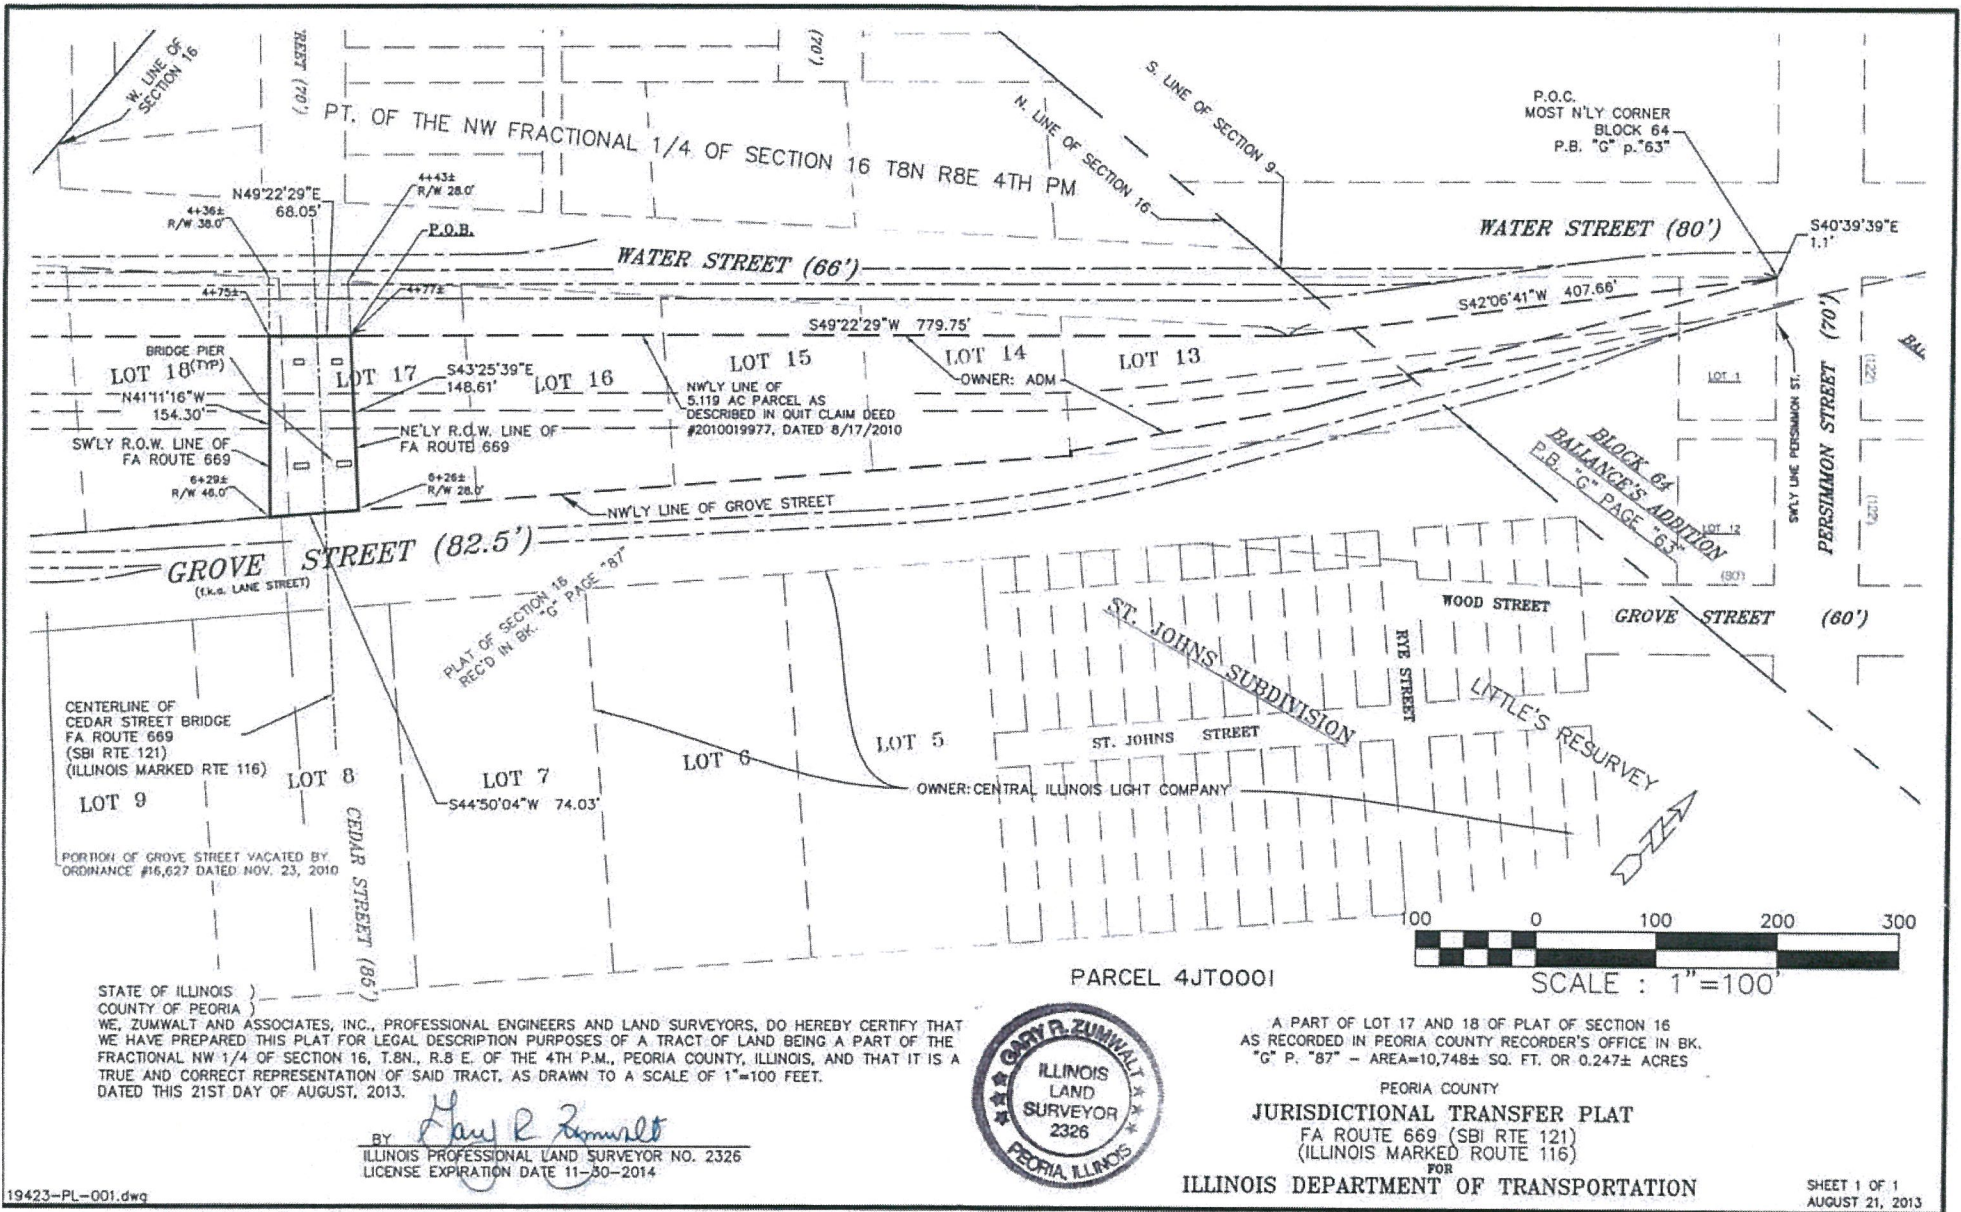 W. LINE OF
SECTION 16
REET (70')
(70')
PT. OF THE NW FRACTIONAL 1/4 OF SECTION 16 T8N R8E 4TH PM
N. LINE OF SECTION 16
S. LINE OF SECTION 9
P.O.C.
MOST N'LY CORNER
BLOCK 64
P.B. "G" p."63"
N49°22'29"E
68.05'
4+43±
R/W 28.0'
4+36±
R/W 38.0'
P.O.B.
WATER STREET (66')
WATER STREET (80')
S40°39'39"E
1.1'
4+75±
4+77±
S42°06'41"W 407.66'
S49°22'29"W 779.75'
BRIDGE PIER
(TYP)
LOT 18
LOT 17
LOT 16
LOT 15
LOT 14
LOT 13
S43°25'39"E
148.61'
N41°11'16"W
154.30'
OWNER: ADM
NW'LY LINE OF
5.119 AC PARCEL AS
DESCRIBED IN QUIT CLAIM DEED
#2010019977, DATED 8/17/2010
SW'LY R.O.W. LINE OF
FA ROUTE 669
NE'LY R.O.W. LINE OF
FA ROUTE 669
6+29±
R/W 46.0'
6+26±
R/W 28.0'
NW'LY LINE OF GROVE STREET
LOT 1
LOT 12
SW'LY LINE PERSIMMON ST.
PERSIMMON STREET (70')
(122')
(122')
BAL
BLOCK 64
BALLANCE'S ADDITION
P.B. "G" PAGE "63"
(80')
GROVE STREET (82.5')
(f.k.a. LANE STREET)
PLAT OF SECTION 16
REC'D IN BK. "G" PAGE "87"
WOOD STREET
GROVE STREET (60')
ST. JOHNS SUBDIVISION
RYE STREET
LITTLE'S RESURVEY
ST. JOHNS STREET
CENTERLINE OF
CEDAR STREET BRIDGE
FA ROUTE 669
(SBI RTE 121)
(ILLINOIS MARKED RTE 116)
LOT 9
LOT 8
LOT 7
LOT 6
LOT 5
S44°50'04"W 74.03'
OWNER: CENTRAL ILLINOIS LIGHT COMPANY
CEDAR STREET (85')
PORTION OF GROVE STREET VACATED BY
ORDINANCE #16,627 DATED NOV. 23, 2010
100 0 100 200 300
SCALE : 1"=100'
PARCEL 4JT0001
STATE OF ILLINOIS )
COUNTY OF PEORIA )
WE, ZUMWALT AND ASSOCIATES, INC., PROFESSIONAL ENGINEERS AND LAND SURVEYORS, DO HEREBY CERTIFY THAT
WE HAVE PREPARED THIS PLAT FOR LEGAL DESCRIPTION PURPOSES OF A TRACT OF LAND BEING A PART OF THE
FRACTIONAL NW 1/4 OF SECTION 16, T.8N., R.8 E. OF THE 4TH P.M., PEORIA COUNTY, ILLINOIS, AND THAT IT IS A
TRUE AND CORRECT REPRESENTATION OF SAID TRACT, AS DRAWN TO A SCALE OF 1"=100 FEET.
DATED THIS 21ST DAY OF AUGUST, 2013.
BY Gary R Zumwalt
ILLINOIS PROFESSIONAL LAND SURVEYOR NO. 2326
LICENSE EXPIRATION DATE 11-30-2014
GARY R. ZUMWALT
ILLINOIS
LAND
SURVEYOR
2326
PEORIA, ILLINOIS
A PART OF LOT 17 AND 18 OF PLAT OF SECTION 16
AS RECORDED IN PEORIA COUNTY RECORDER'S OFFICE IN BK.
"G" P. "87" - AREA=10,748± SQ. FT. OR 0.247± ACRES
PEORIA COUNTY
JURISDICTIONAL TRANSFER PLAT
FA ROUTE 669 (SBI RTE 121)
(ILLINOIS MARKED ROUTE 116)
FOR
ILLINOIS DEPARTMENT OF TRANSPORTATION
SHEET 1 OF 1
AUGUST 21, 2013
19423-PL-001.dwg